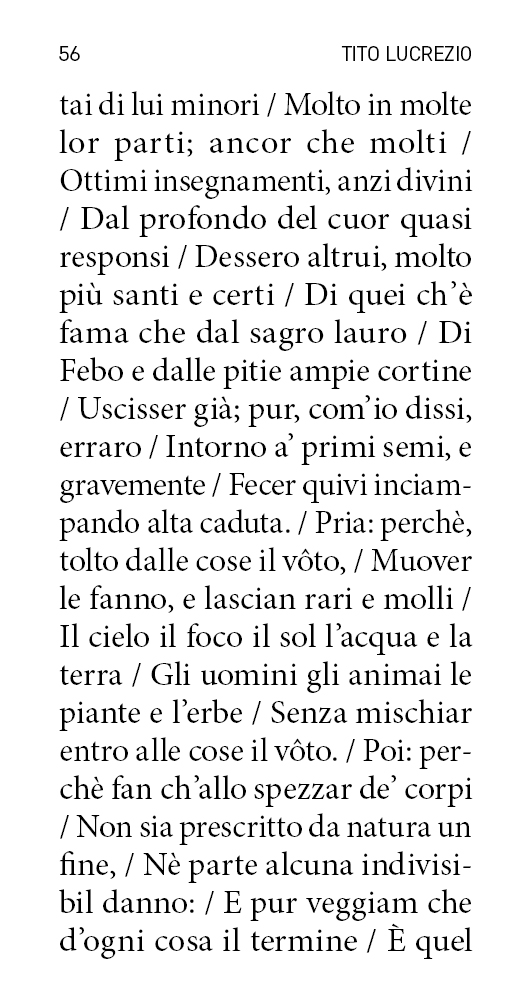 56 TITO LUCREZIO
tai di lui minori / Molto in molte
lor parti; ancor che molti /
Ottimi insegnamenti, anzi divini
/ Dal profondo del cuor quasi
responsi / Dessero altrui, molto
più santi e certi / Di quei ch’è
fama che dal sagro lauro / Di
Febo e dalle pitie ampie cortine
/ Uscisser già; pur, com’io dissi,
erraro / Intorno a’ primi semi, e
gravemente / Fecer quivi inciam-
pando alta caduta. / Pria: perchè,
tolto dalle cose il vôto, / Muover
le fanno, e lascian rari e molli /
Il cielo il foco il sol l’acqua e la
terra / Gli uomini gli animai le
piante e l’erbe / Senza mischiar
entro alle cose il vôto. / Poi: per-
chè fan ch’allo spezzar de’ corpi
/ Non sia prescritto da natura un
fine, / Nè parte alcuna indivisi-
bil danno: / E pur veggiam che
d’ogni cosa il termine / È quel